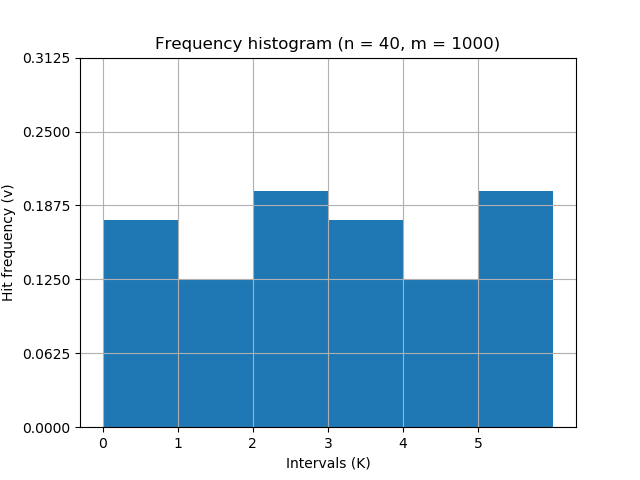 Frequency histogram (n = 40, m = 1000)
0.3125
0.2500
0.1875
0.1250
0.0625
0.0000
Hit frequency (v)
0 1 2 3 4 5
Intervals (K)